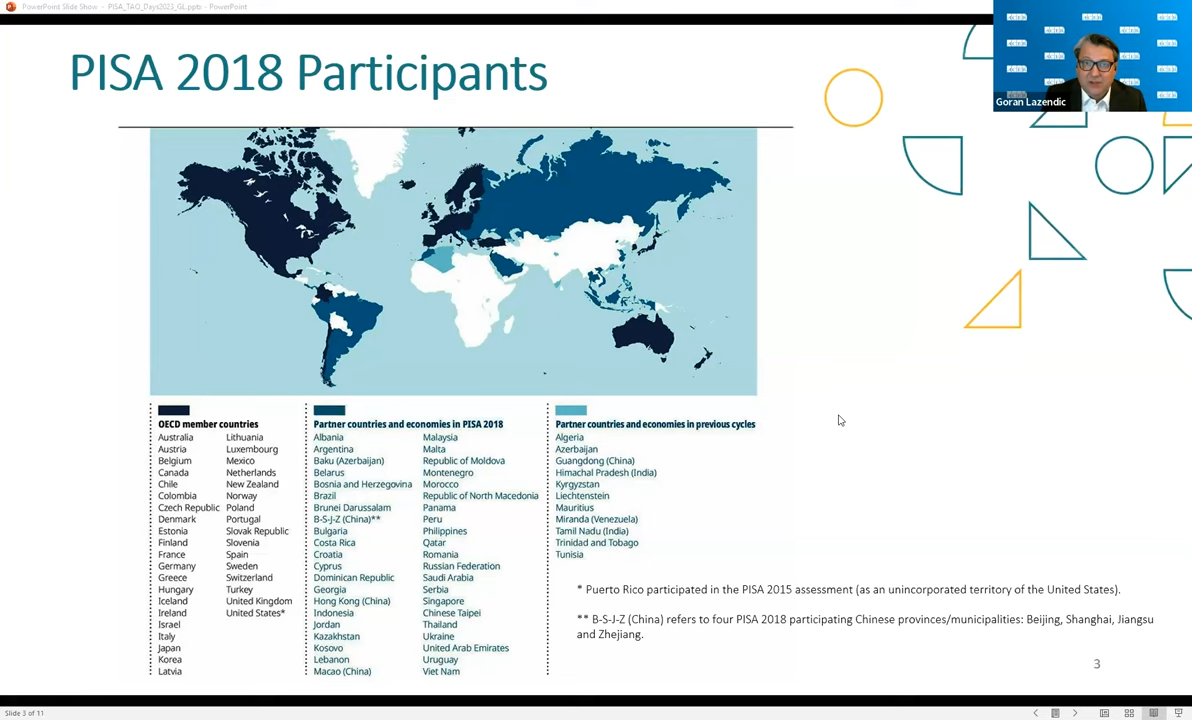 PowerPoint Slide Show - PISA_TAO_Days2023_GL.pptx - PowerPoint
Goran Lazendic
PISA 2018 Participants
OECD member countries
Australia
Austria
Belgium
Canada
Chile
Colombia
Czech Republic
Denmark
Estonia
Finland
France
Germany
Greece
Hungary
Iceland
Ireland
Israel
Italy
Japan
Korea
Latvia
Lithuania
Luxembourg
Mexico
Netherlands
New Zealand
Norway
Poland
Portugal
Slovak Republic
Slovenia
Spain
Sweden
Switzerland
Turkey
United Kingdom
United States*
Partner countries and economies in PISA 2018
Albania
Argentina
Baku (Azerbaijan)
Belarus
Bosnia and Herzegovina
Brazil
Brunei Darussalam
B-S-J-Z (China)**
Bulgaria
Costa Rica
Croatia
Cyprus
Dominican Republic
Georgia
Hong Kong (China)
Indonesia
Jordan
Kazakhstan
Kosovo
Lebanon
Macao (China)
Malaysia
Malta
Republic of Moldova
Montenegro
Morocco
Republic of North Macedonia
Panama
Peru
Philippines
Qatar
Romania
Russian Federation
Saudi Arabia
Serbia
Singapore
Chinese Taipei
Thailand
Ukraine
United Arab Emirates
Uruguay
Viet Nam
Partner countries and economies in previous cycles
Algeria
Azerbaijan
Guangdong (China)
Himachal Pradesh (India)
Kyrgyzstan
Liechtenstein
Mauritius
Miranda (Venezuela)
Tamil Nadu (India)
Trinidad and Tobago
Tunisia
* Puerto Rico participated in the PISA 2015 assessment (as an unincorporated territory of the United States).
** B-S-J-Z (China) refers to four PISA 2018 participating Chinese provinces/municipalities: Beijing, Shanghai, Jiangsu
and Zhejiang.
3
Slide 3 of 11